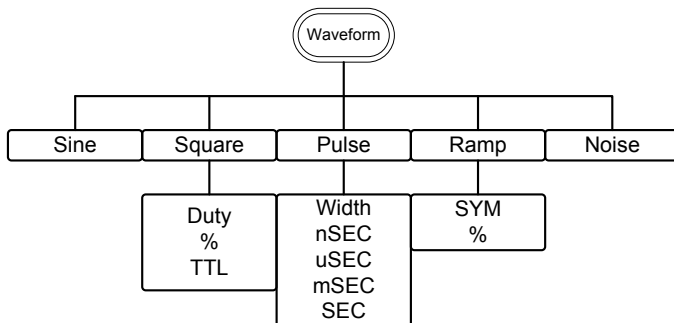 Waveform
Sine
Square
Pulse
Ramp
Noise
Duty
%
TTL
Width
nSEC
uSEC
mSEC
SEC
SYM
%